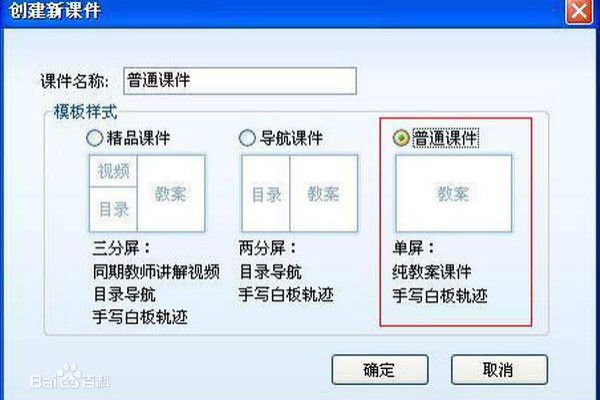 创建新课件
课件名称: 普通课件
模板样式
精品课件 导航课件 普通课件
视频
目录
教案
目录 教案
教案
三分屏：
同期教师讲解视频
目录导航
手写白板轨迹
两分屏：
目录导航
手写白板轨迹
单屏：
纯教案课件
手写白板轨迹
确定 取消
Baidu百科